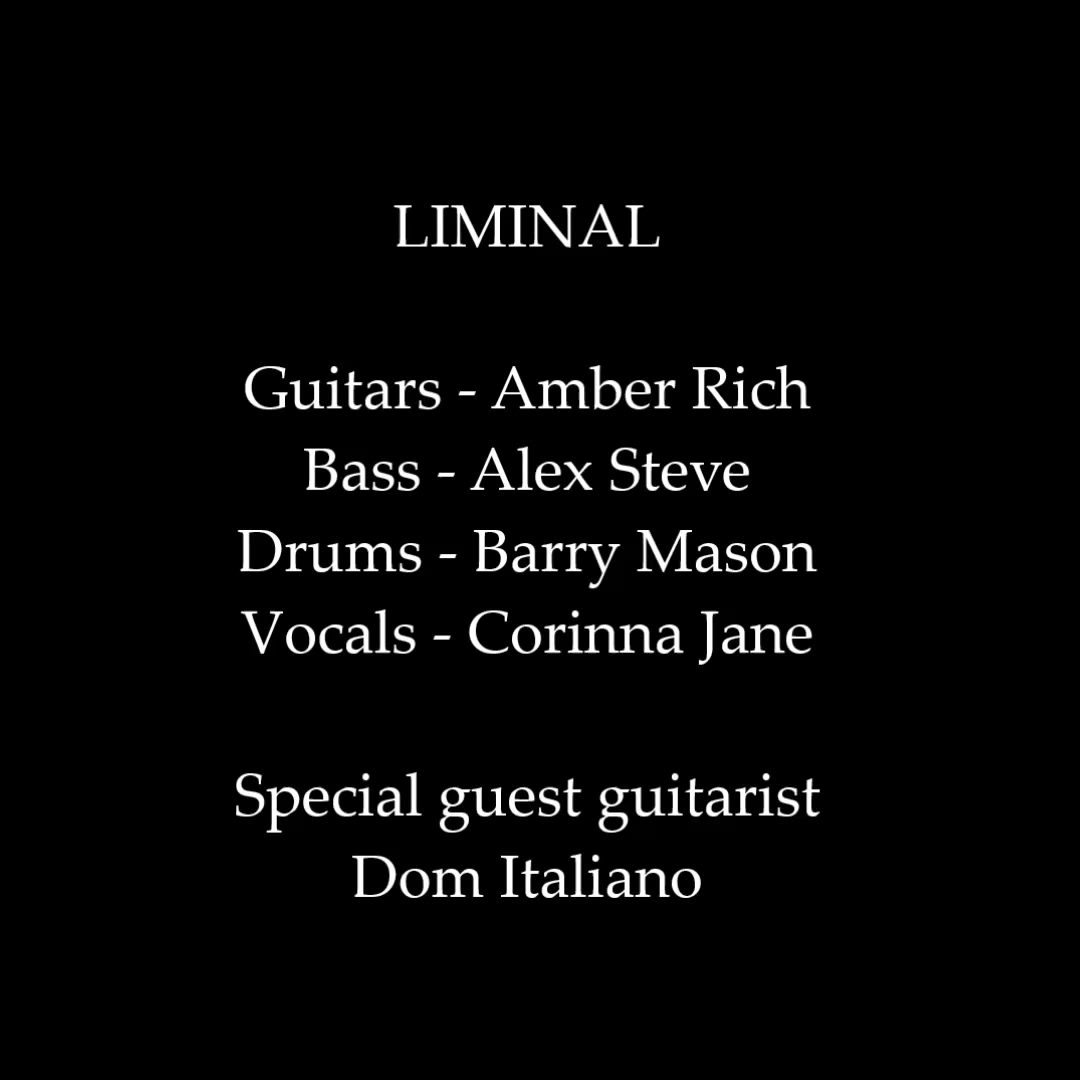 LIMINAL
Guitars - Amber Rich
Bass - Alex Steve
Drums - Barry Mason
Vocals - Corinna Jane
Special guest guitarist
Dom Italiano